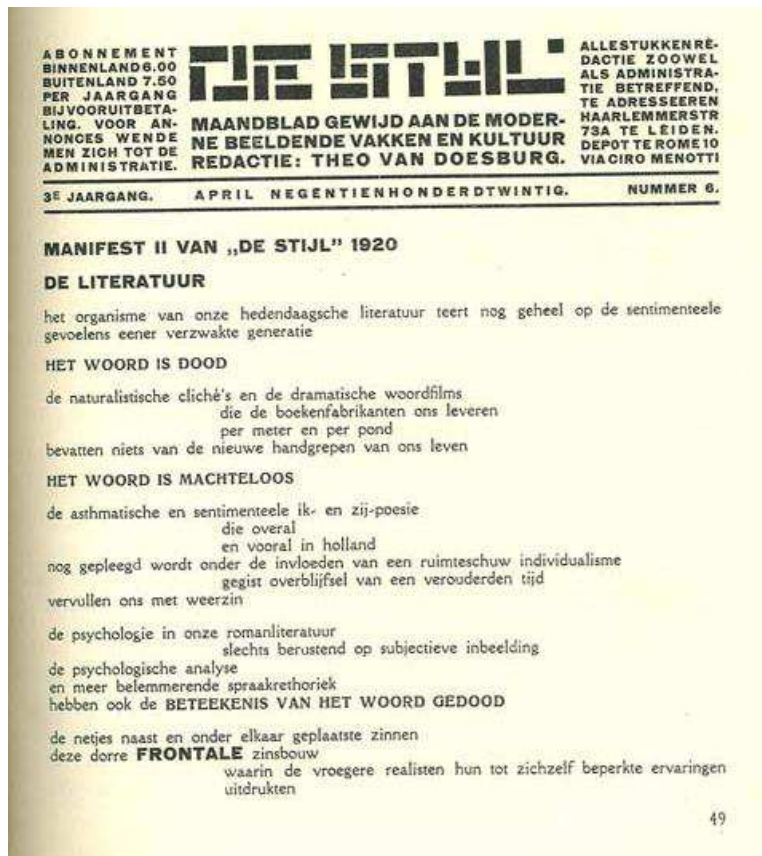 ABONNEMENT
BINNENLAND 6.00
BUITENLAND 7.50
PER JAARGANG
BIJ VOORUITBETA-
LING. VOOR AN-
NONCES WENDE
MEN ZICH TOT DE
ADMINISTRATIE.
DE STIJL
MAANDBLAD GEWIJD AAN DE MODER-
NE BEELDENDE VAKKEN EN KULTUUR
REDACTIE: THEO VAN DOESBURG.
ALLE STUKKEN RE-
DACTIE ZOOWEL
ALS ADMINISTRA-
TIE BETREFFEND,
TE ADRESSEEREN
HAARLEMMERSTR
73A TE LEIDEN.
DEPOT TE ROME 10
VIA CIRO MENOTTI
3E JAARGANG. APRIL NEGENTIENHONDERDTWINTIG. NUMMER 6.
MANIFEST II VAN „DE STIJL" 1920
DE LITERATUUR
het organisme van onze hedendaagsche literatuur teert nog geheel op de sentimenteele
gevoelens eener verzwakte generatie
HET WOORD IS DOOD
de naturalistische cliché's en de dramatische woordfilms
die de boekenfabrikanten ons leveren
per meter en per pond
bevatten niets van de nieuwe handgrepen van ons leven
HET WOORD IS MACHTELOOS
de asthmatische en sentimenteele ik- en zij-poesie
die overal
en vooral in holland
nog gepleegd wordt onder de invloeden van een ruimteschuw individualisme
gegist overblijfsel van een verouderden tijd
vervullen ons met weerzin
de psychologie in onze romanliteratuur
slechts berustend op subjectieve inbeelding
de psychologische analyse
en meer belemmerende spraakrethoriek
hebben ook de BETEEKENIS VAN HET WOORD GEDOOD
de netjes naast en onder elkaar geplaatste zinnen
deze dorre FRONTALE zinsbouw
waarin de vroegere realisten hun tot zichzelf beperkte ervaringen
uitdrukten
49